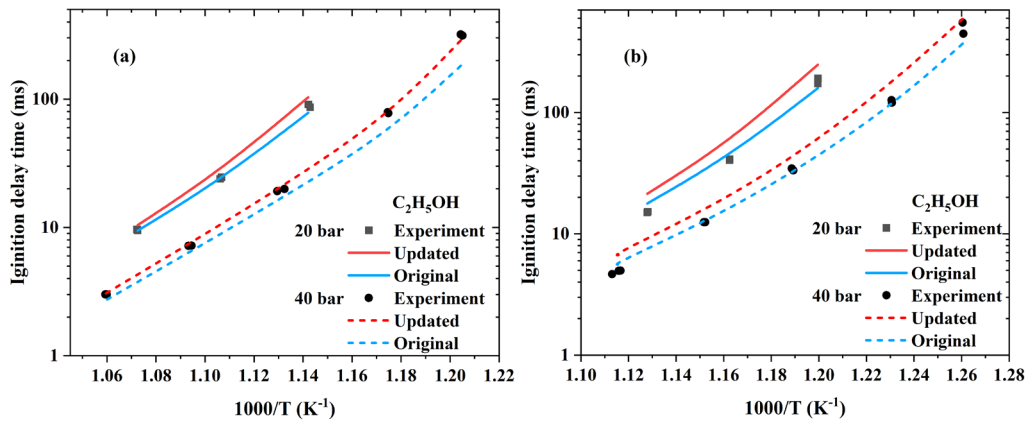 (a)
Ignition delay time (ms)
100
10
1
C₂H₅OH
20 bar Experiment
Updated
Original
40 bar Experiment
Updated
Original
1.06 1.08 1.10 1.12 1.14 1.16 1.18 1.20 1.22
1000/T (K⁻¹)
(b)
Ignition delay time (ms)
100
10
1
C₂H₅OH
20 bar Experiment
Updated
Original
40 bar Experiment
Updated
Original
1.10 1.12 1.14 1.16 1.18 1.20 1.22 1.24 1.26 1.28
1000/T (K⁻¹)